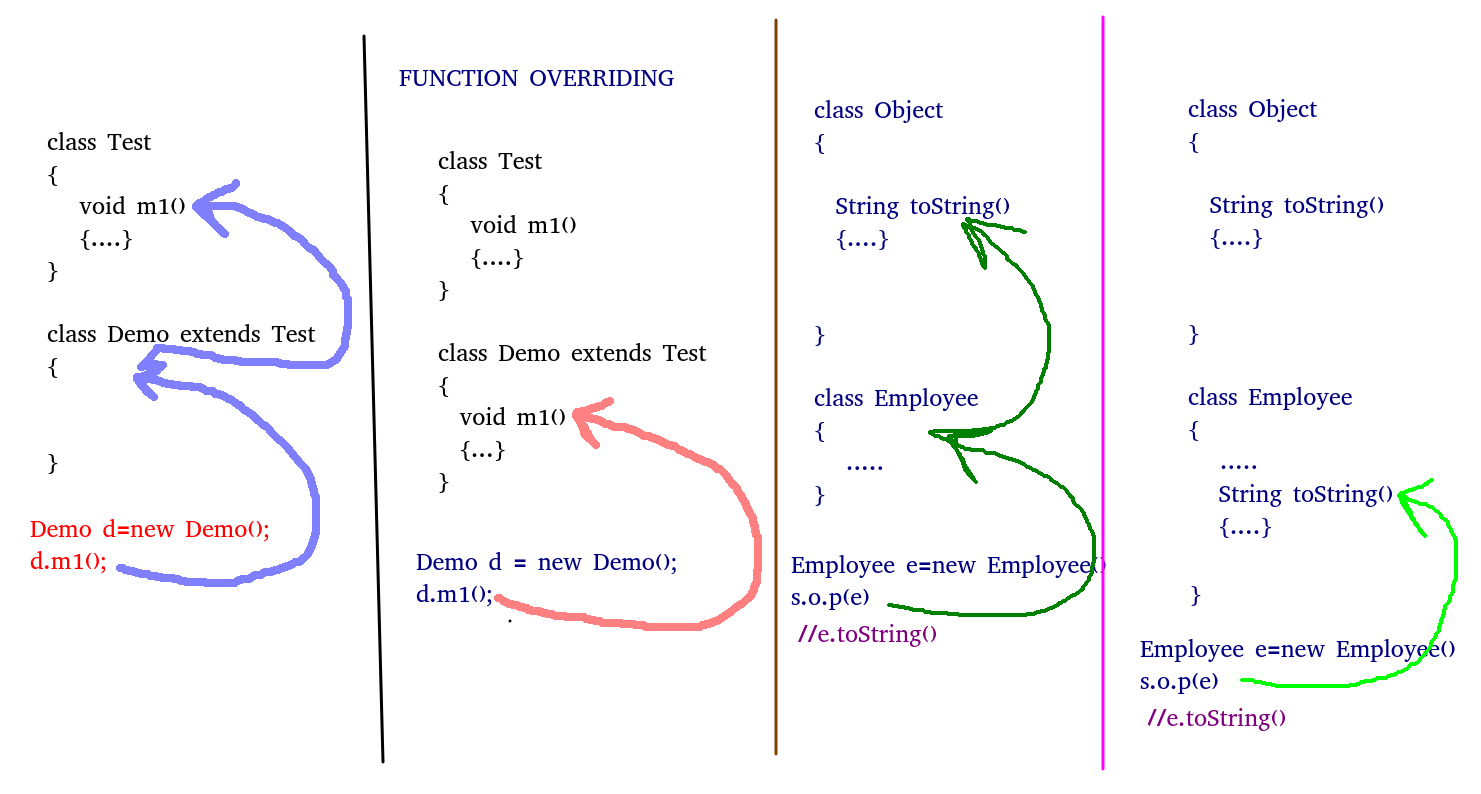 class Test
{
void m1()
{....}
}
class Demo extends Test
{
}
Demo d=new Demo();
d.m1();
FUNCTION OVERRIDING
class Test
{
void m1()
{....}
}
class Demo extends Test
{
void m1()
{...}
}
Demo d = new Demo();
d.m1();
.
class Object
{
String toString()
{....}
}
class Employee
{
.....
}
Employee e=new Employee()
s.o.p(e)
//e.toString()
class Object
{
String toString()
{....}
}
class Employee
{
.....
String toString()
{....}
}
Employee e=new Employee()
s.o.p(e)
//e.toString()